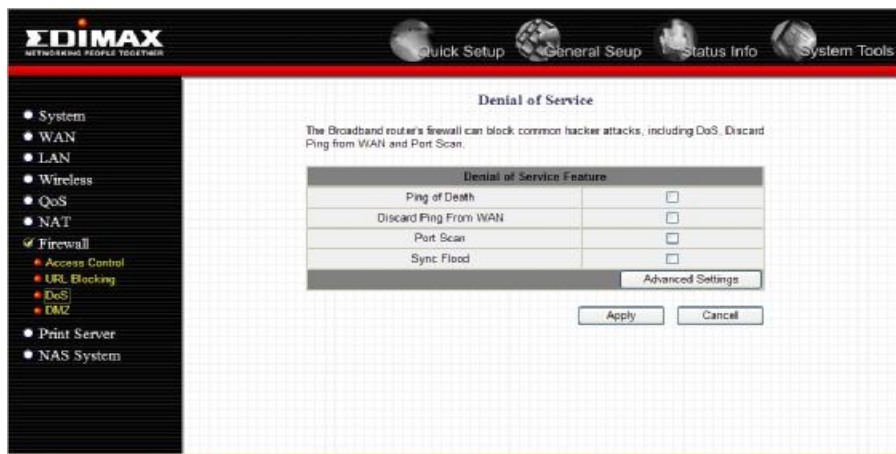 EDIMAX
NETWORKING PEOPLE TOGETHER
Quick Setup
General Seup
Status Info
System Tools
System
WAN
LAN
Wireless
QoS
NAT
Firewall
Access Control
URL Blocking
DoS
DMZ
Print Server
NAS System
Denial of Service
The Broadband router's firewall can block common hacker attacks, including DoS, Discard
Ping from WAN and Port Scan.
Denial of Service Feature
Ping of Death
Discard Ping From WAN
Port Scan
Sync Flood
Advanced Settings
Apply
Cancel